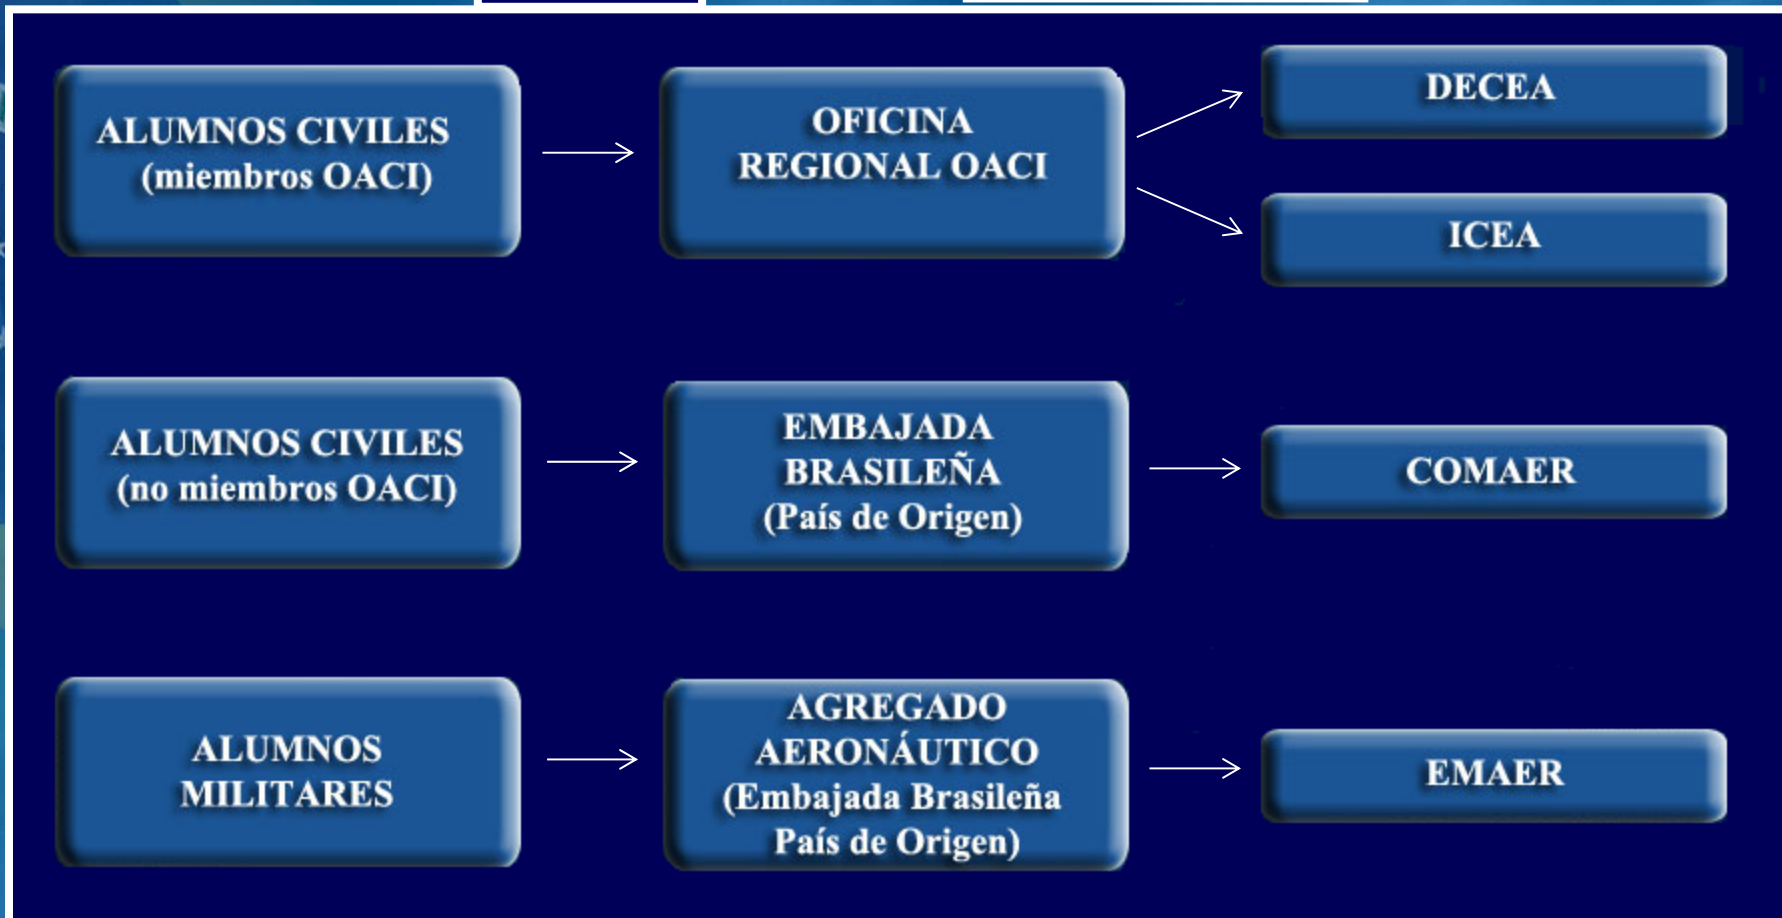 ALUMNOS CIVILES
(miembros OACI)
OFICINA
REGIONAL OACI
DECEA
ICEA
ALUMNOS CIVILES
(no miembros OACI)
EMBAJADA
BRASILEÑA
(País de Origen)
COMAER
ALUMNOS
MILITARES
AGREGADO
AERONÁUTICO
(Embajada Brasileña
País de Origen)
EMAER